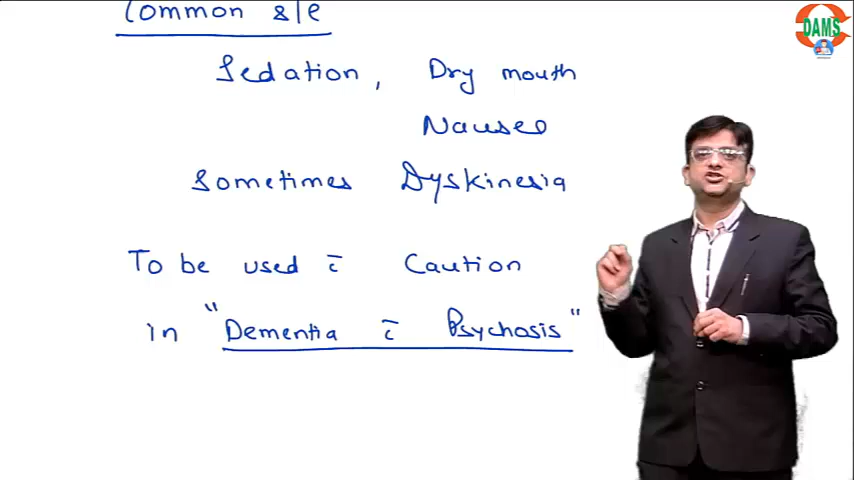 Common s/e
DAMS
Sedation, Dry mouth
Nausea
Sometimes Dyskinesia
To be used c̄ Caution
in "Dementia c̄ Psychosis"